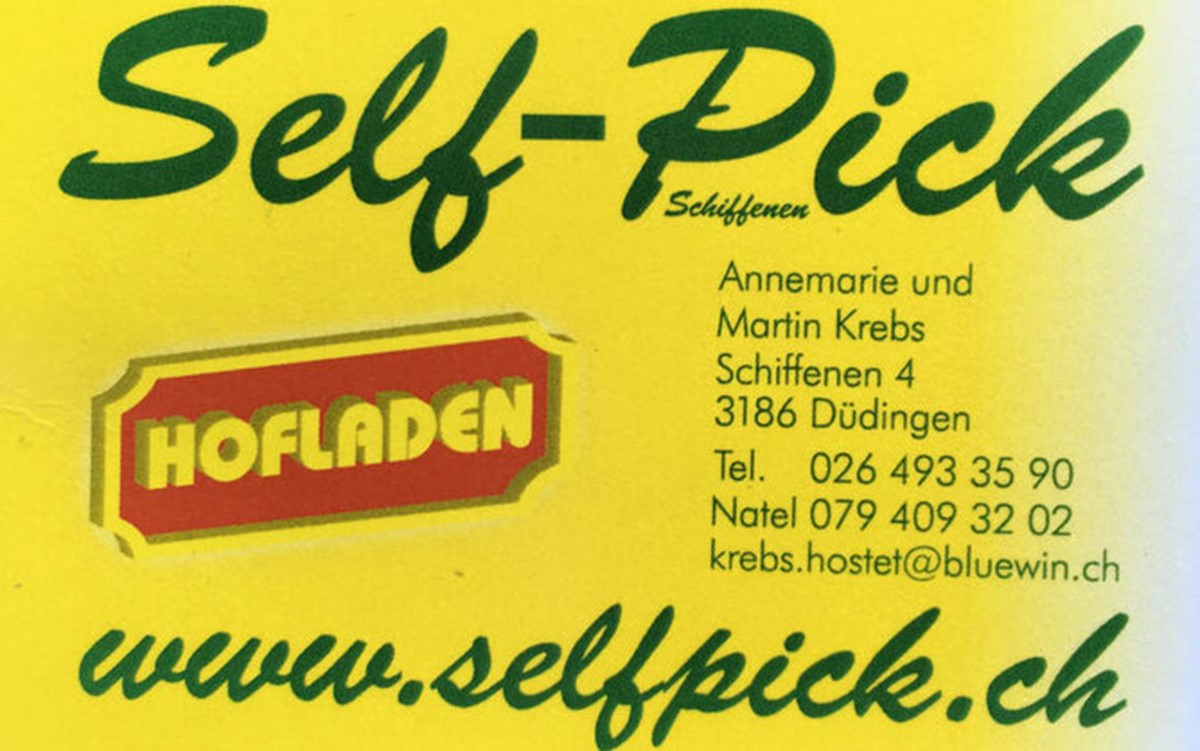 Self-Pick
Schiffenen
HOFLADEN
Annemarie und
Martin Krebs
Schiffenen 4
3186 Düdingen
Tel. 026 493 35 90
Natel 079 409 32 02
krebs.hostet@bluewin.ch
www.selfpick.ch